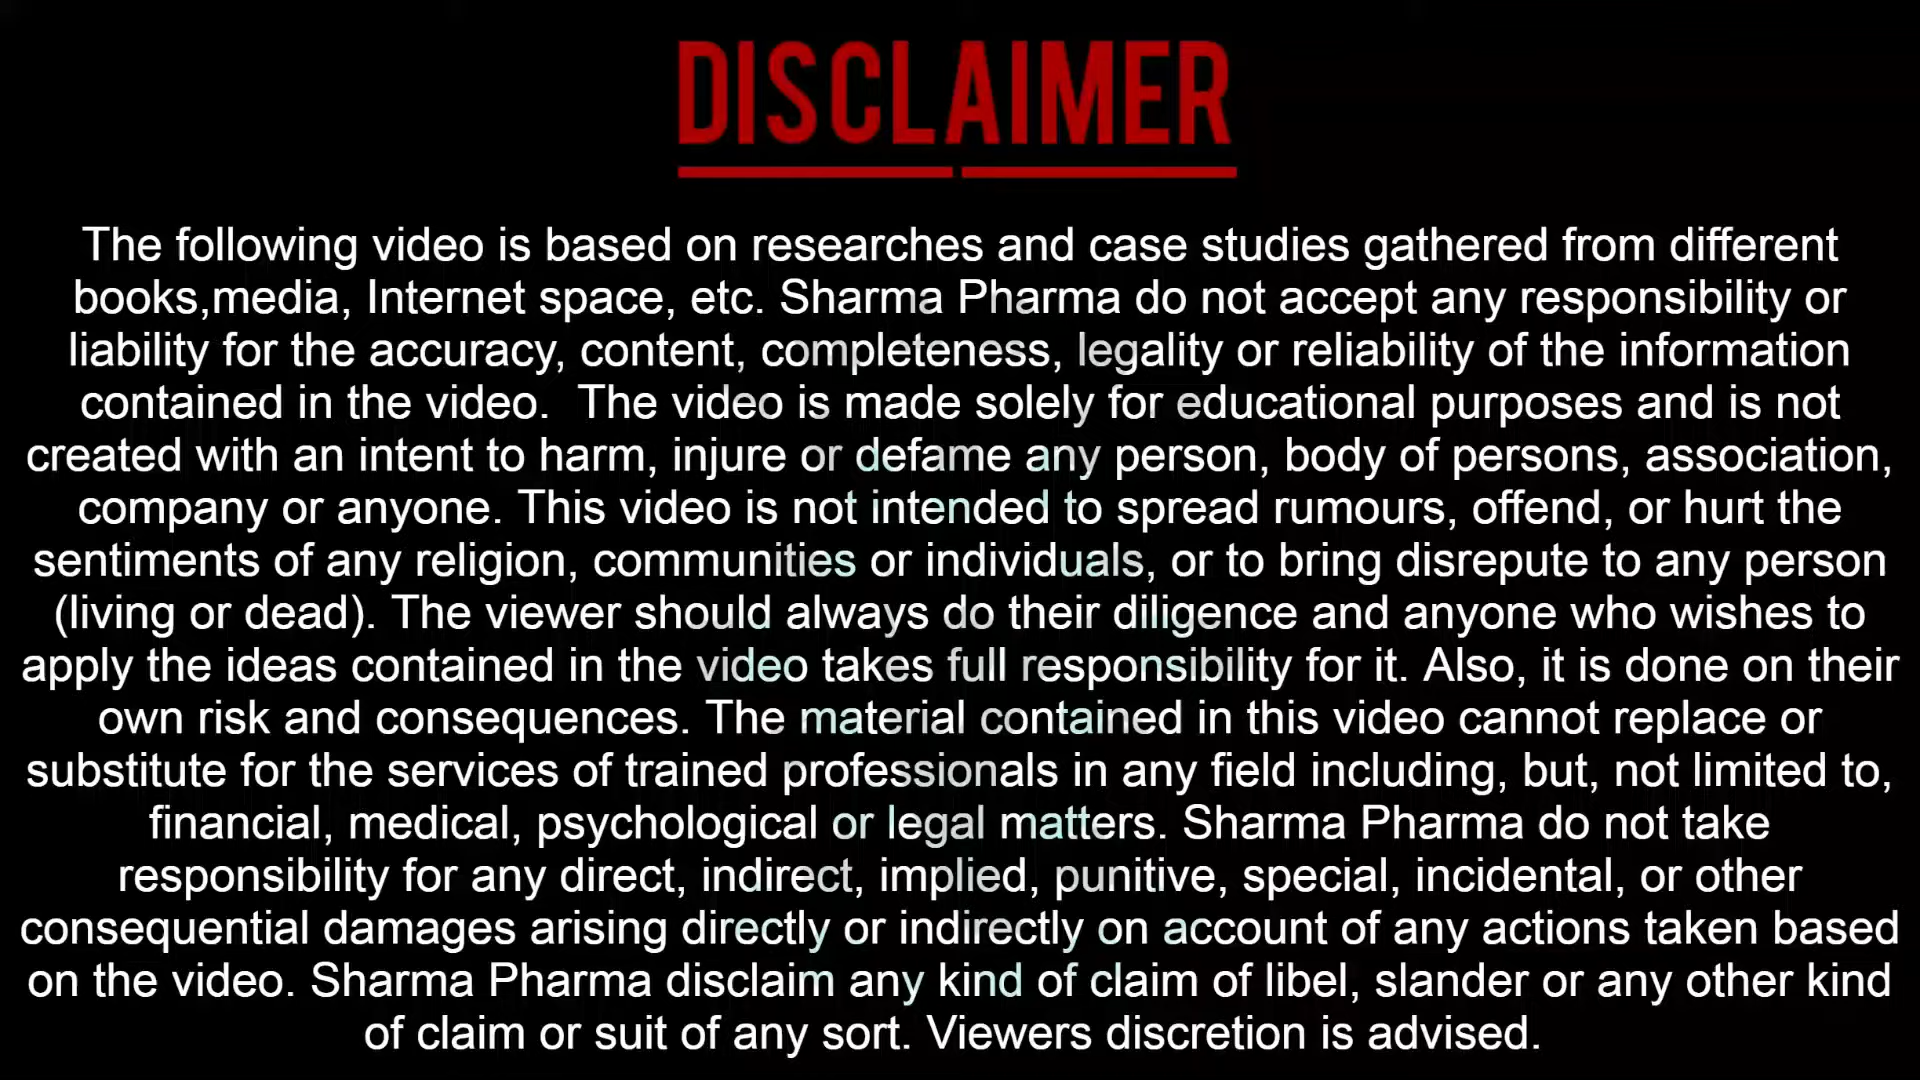 DISCLAIMER
The following video is based on researches and case studies gathered from different
books,media, Internet space, etc. Sharma Pharma do not accept any responsibility or
liability for the accuracy, content, completeness, legality or reliability of the information
contained in the video.  The video is made solely for educational purposes and is not
created with an intent to harm, injure or defame any person, body of persons, association,
company or anyone. This video is not intended to spread rumours, offend, or hurt the
sentiments of any religion, communities or individuals, or to bring disrepute to any person
(living or dead). The viewer should always do their diligence and anyone who wishes to
apply the ideas contained in the video takes full responsibility for it. Also, it is done on their
own risk and consequences. The material contained in this video cannot replace or
substitute for the services of trained professionals in any field including, but, not limited to,
financial, medical, psychological or legal matters. Sharma Pharma do not take
responsibility for any direct, indirect, implied, punitive, special, incidental, or other
consequential damages arising directly or indirectly on account of any actions taken based
on the video. Sharma Pharma disclaim any kind of claim of libel, slander or any other kind
of claim or suit of any sort. Viewers discretion is advised.